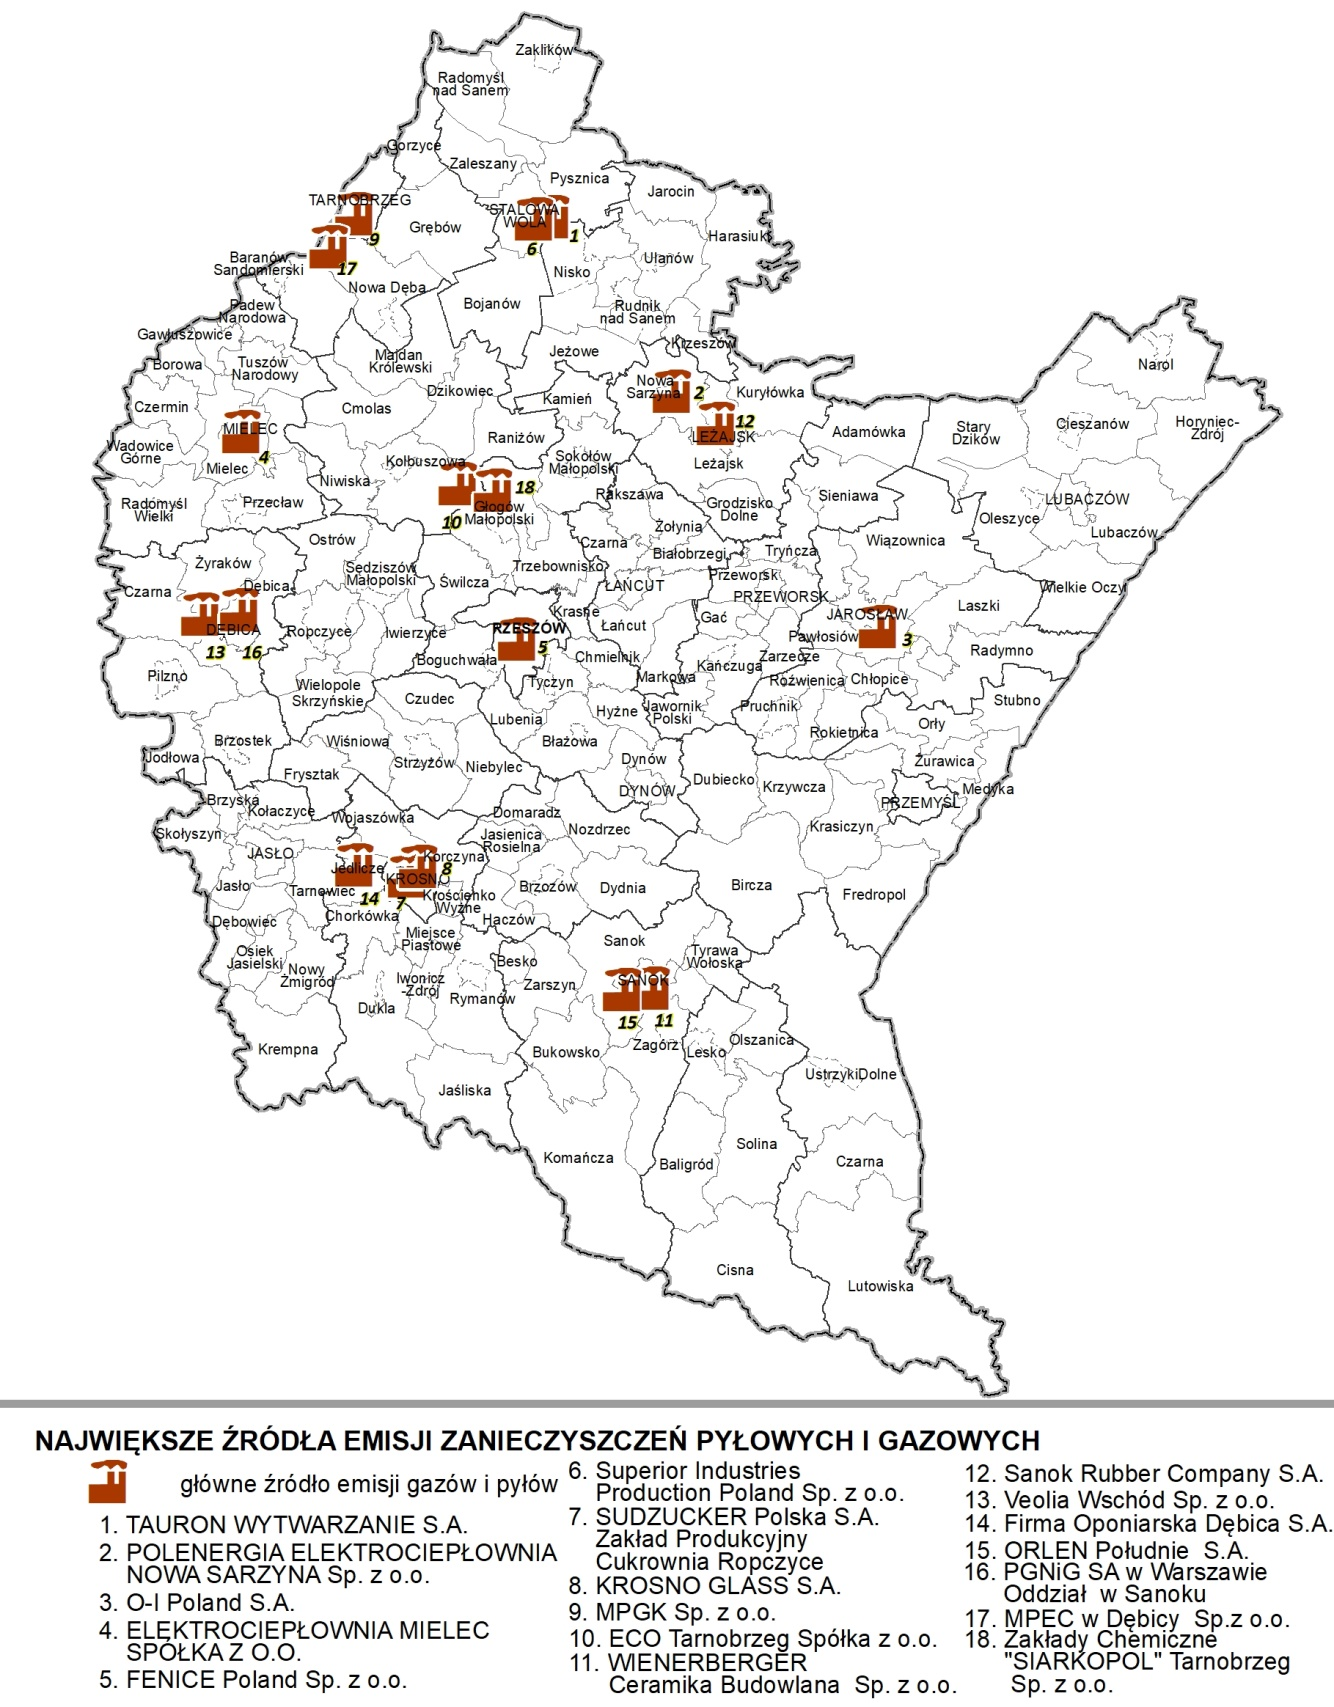 Zaklików
Radomyśl
nad Sanem
Gorzyce
Zaleszany
Pysznica
Jarocin
TARNOBRZEG
STALOWA
WOLA
Grębów
Harasiuki
9
6
1
Baranów
Sandomierski
17
Ulanów
Nisko
Nowa Dęba
Padew
Narodowa
Bojanów
Rudnik
nad Sanem
Gawłuszowice
Krzeszów
Borowa
Tuszów
Narodowy
Majdan
Królewski
Jeżowe
Narol
Dzikowiec
Nowa
Sarzyna
2
Kuryłówka
Czermin
Cmolas
Kamień
12
MIELEC
4
Raniżów
LEŻAJSK
Adamówka
Stary
Dzików
Cieszanów
Horyniec-
Zdrój
Wadowice
Górne
Mielec
Kolbuszowa
Sokołów
Małopolski
Leżajsk
Niwiska
18
Rakszawa
Sieniawa
LUBACZÓW
Radomyśl
Wielki
Przecław
10
Głogów
Małopolski
Grodzisko
Dolne
Oleszyce
Lubaczów
Żołynia
Ostrów
Czarna
Białobrzegi
Tryńcza
Wiązownica
Żyraków
Sędziszów
Małopolski
Świlcza
Trzebownisko
Przeworsk
Czarna
Dębica
ŁAŃCUT
PRZEWORSK
Wielkie Oczy
DĘBICA
13
16
Ropczyce
Iwierzyce
RZESZÓW
5
Krasne
Łańcut
Gać
JAROSŁAW
3
Laszki
Pawłosiów
Boguchwała
Chmielnik
Kańczuga
Zarzecze
Radymno
Pilzno
Wielopole
Skrzyńskie
Czudec
Tyczyn
Markowa
Roźwienica
Chłopice
Stubno
Lubenia
Hyżne
Jawornik
Polski
Pruchnik
Orły
Brzostek
Wiśniowa
Błażowa
Rokietnica
Jodłowa
Frysztak
Strzyżów
Niebylec
Dynów
Żurawica
DYNÓW
Dubiecko
Krzywcza
PRZEMYŚL
Medyka
Brzyska
Kołaczyce
Wojaszówka
Domaradz
Skołyszyn
Jasienica
Rosielna
Nozdrzec
Krasiczyn
JASŁO
Jedlicze
Korczyna
8
KROSNO
Jasło
Tarnowiec
14
7
Krościenko
Wyżne
Brzozów
Dydnia
Bircza
Fredropol
Dębowiec
Chorkówka
Haczów
Miejsce
Piastowe
Sanok
Tyrawa
Wołoska
Osiek
Jasielski
Nowy
Żmigród
Besko
Iwonicz
-Zdrój
Rymanów
Zarszyn
SANOK
Dukla
15
11
Krempna
Bukowsko
Zagórz
Lesko
Olszanica
UstrzykiDolne
Jaśliska
Komańcza
Baligród
Solina
Czarna
Cisna
Lutowiska
NAJWIĘKSZE ŹRÓDŁA EMISJI ZANIECZYSZCZEŃ PYŁOWYCH I GAZOWYCH
główne źródło emisji gazów i pyłów
1. TAURON WYTWARZANIE S.A.
2. POLENERGIA ELEKTROCIEPŁOWNIA
NOWA SARZYNA Sp. z o.o.
3. O-I Poland S.A.
4. ELEKTROCIEPŁOWNIA MIELEC
SPÓŁKA Z O.O.
5. FENICE Poland Sp. z o.o.
6. Superior Industries
Production Poland Sp. z o.o.
7. SUDZUCKER Polska S.A.
Zakład Produkcyjny
Cukrownia Ropczyce
8. KROSNO GLASS S.A.
9. MPGK Sp. z o.o.
10. ECO Tarnobrzeg Spółka z o.o.
11. WIENERBERGER
Ceramika Budowlana Sp. z o.o.
12. Sanok Rubber Company S.A.
13. Veolia Wschód Sp. z o.o.
14. Firma Oponiarska Dębica S.A.
15. ORLEN Południe S.A.
16. PGNiG SA w Warszawie
Oddział w Sanoku
17. MPEC w Dębicy Sp.z o.o.
18. Zakłady Chemiczne
"SIARKOPOL" Tarnobrzeg
Sp. z o.o.